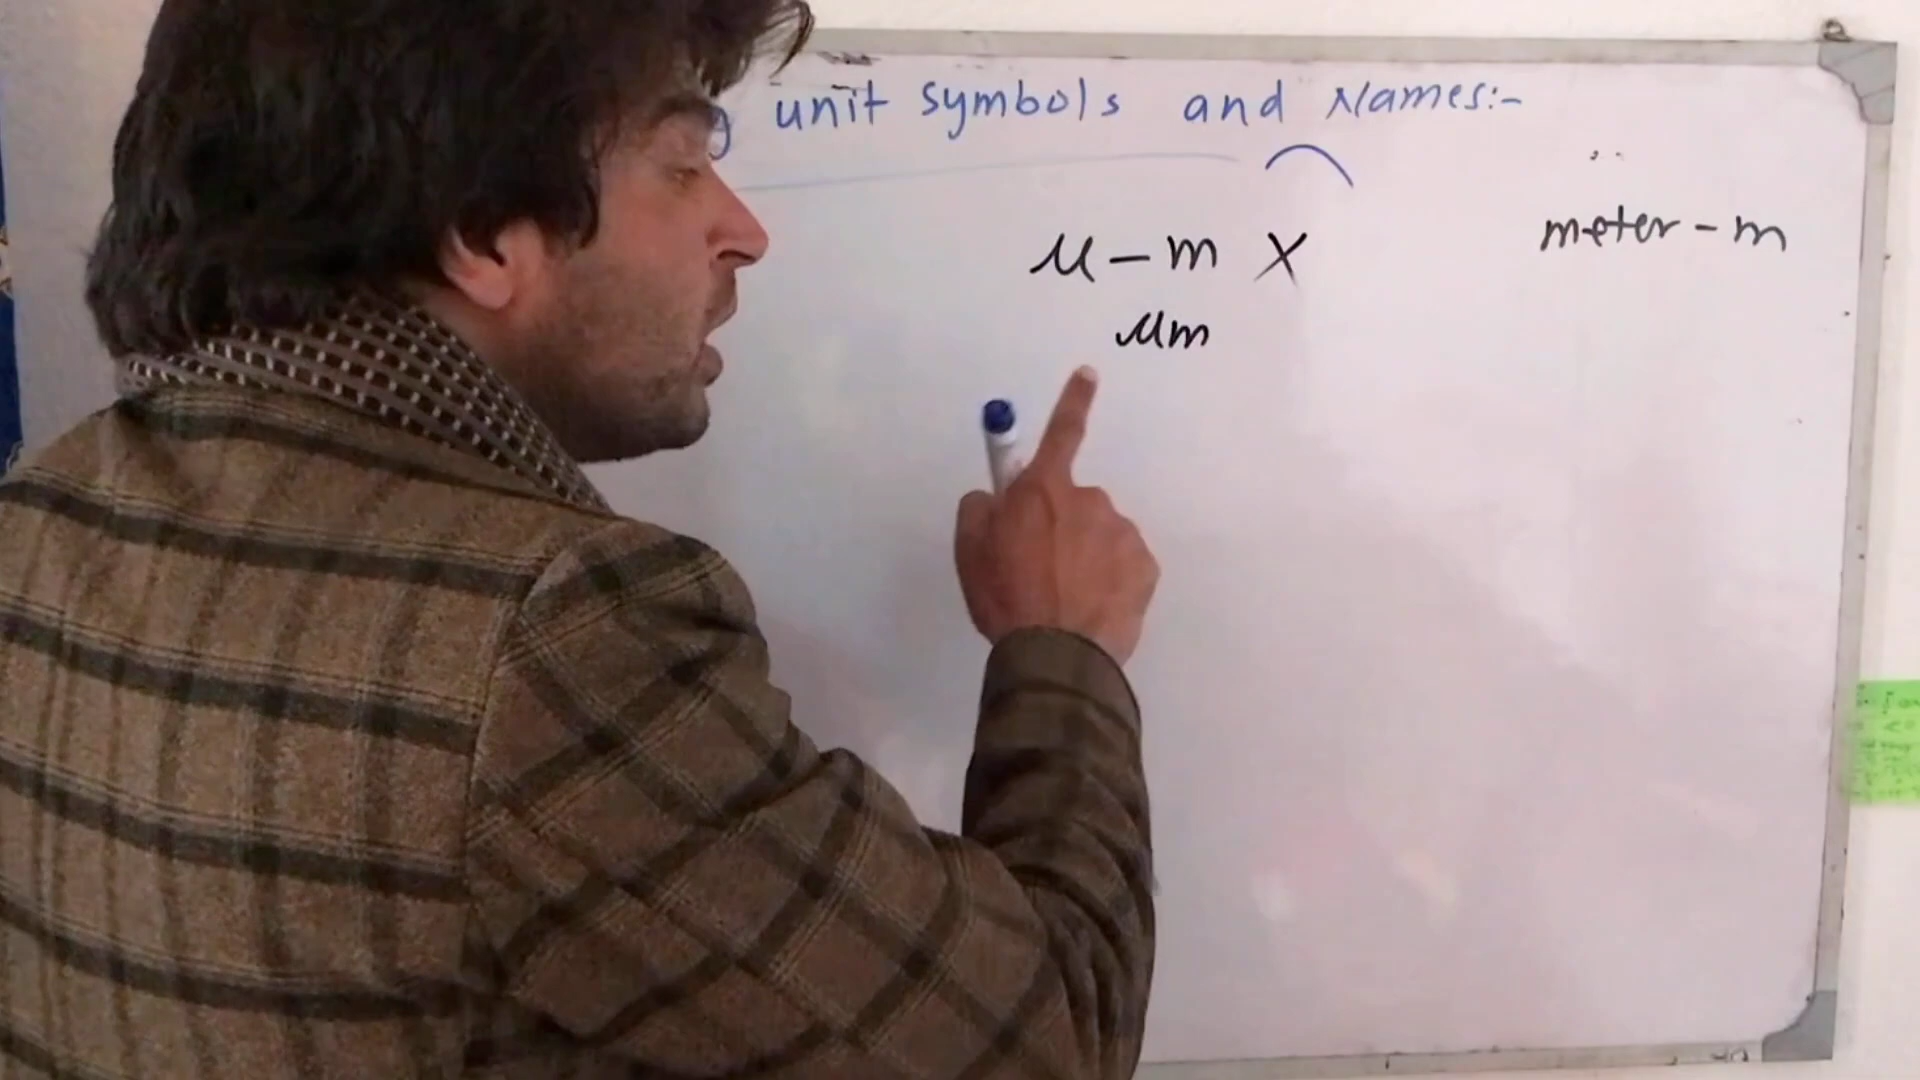 unit symbols and Names:-
meter - m
μ - m X
μm